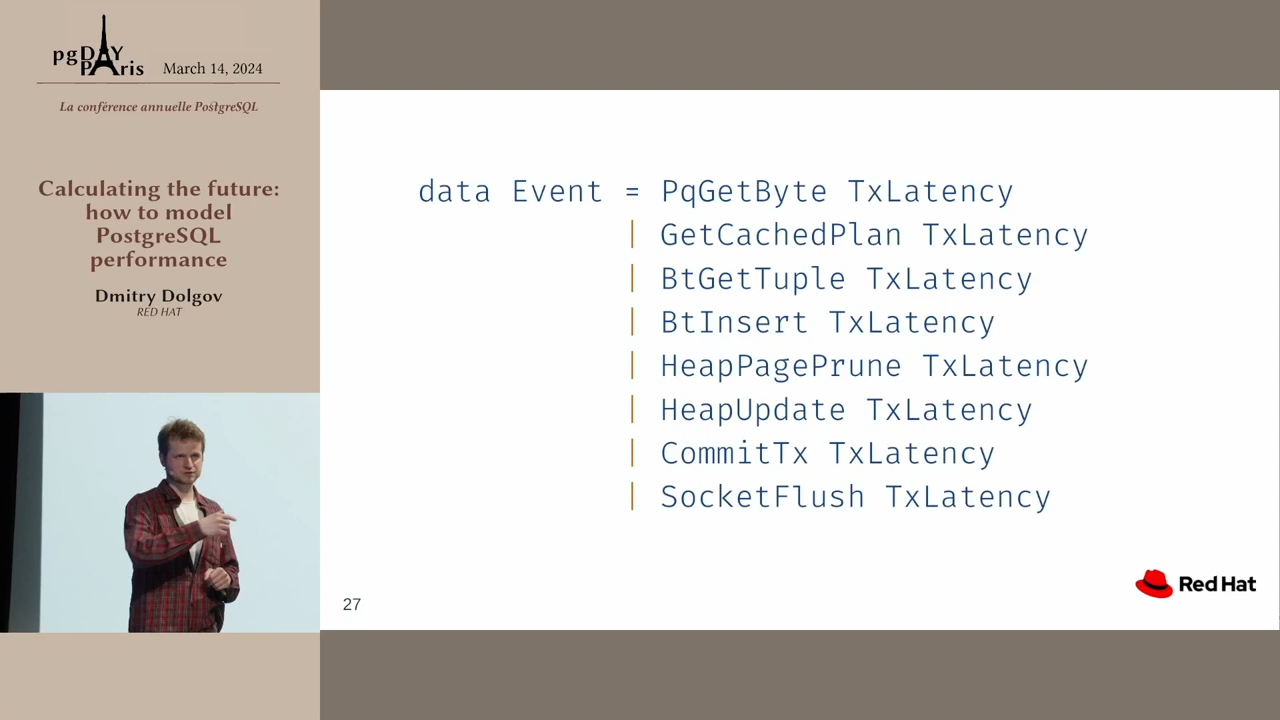 pgDAY
PAris
March 14, 2024
La conférence annuelle PostgreSQL
Calculating the future:
how to model
PostgreSQL
performance
Dmitry Dolgov
RED HAT
data Event = PqGetByte TxLatency
| GetCachedPlan TxLatency
| BtGetTuple TxLatency
| BtInsert TxLatency
| HeapPagePrune TxLatency
| HeapUpdate TxLatency
| CommitTx TxLatency
| SocketFlush TxLatency
27
Red Hat